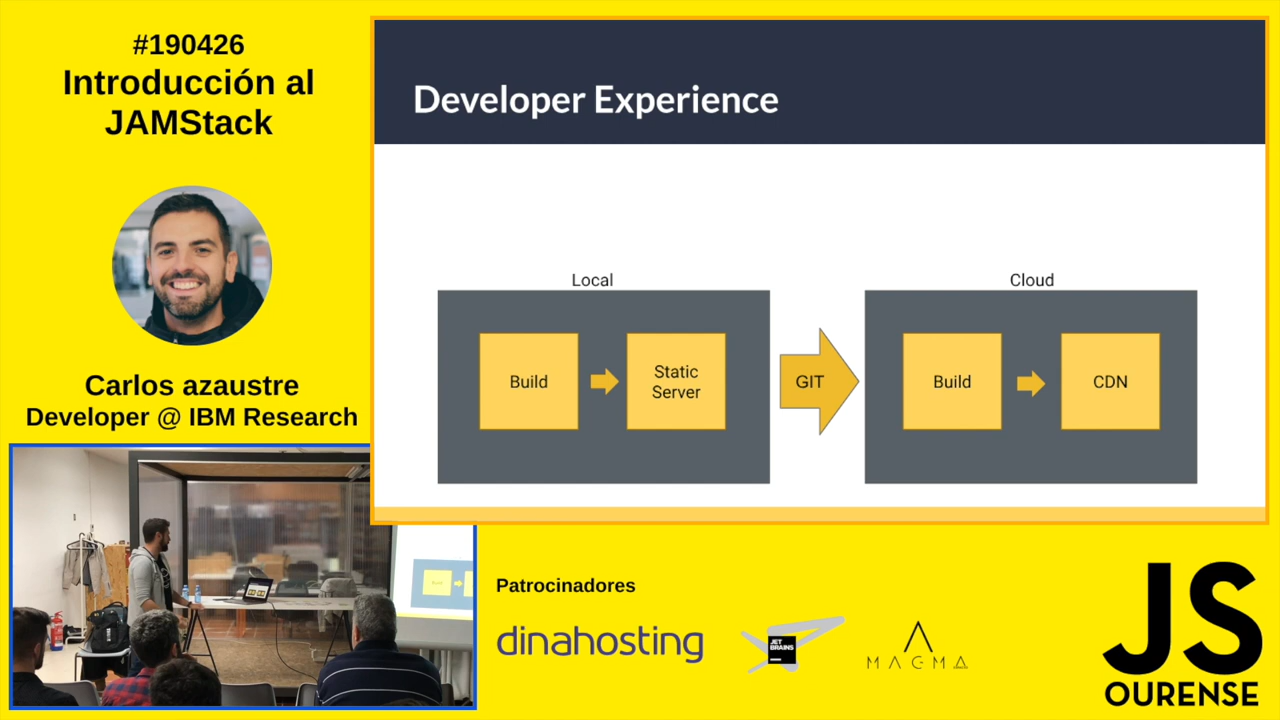 #190426
Introducción al
JAMStack
Carlos azaustre
Developer @ IBM Research
Developer Experience
Local
Cloud
Build
Static
Server
GIT
Build
CDN
Patrocinadores
dinahosting
JET
BRAINS
MAGMA
JS
OURENSE